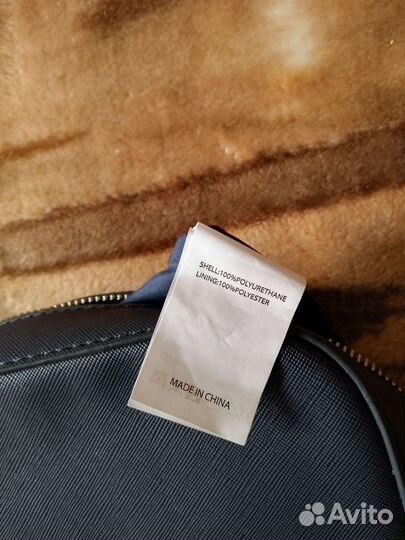 SHELL:100%POLYURETHANE
LINING:100%POLYESTER
MADE IN CHINA
Avito